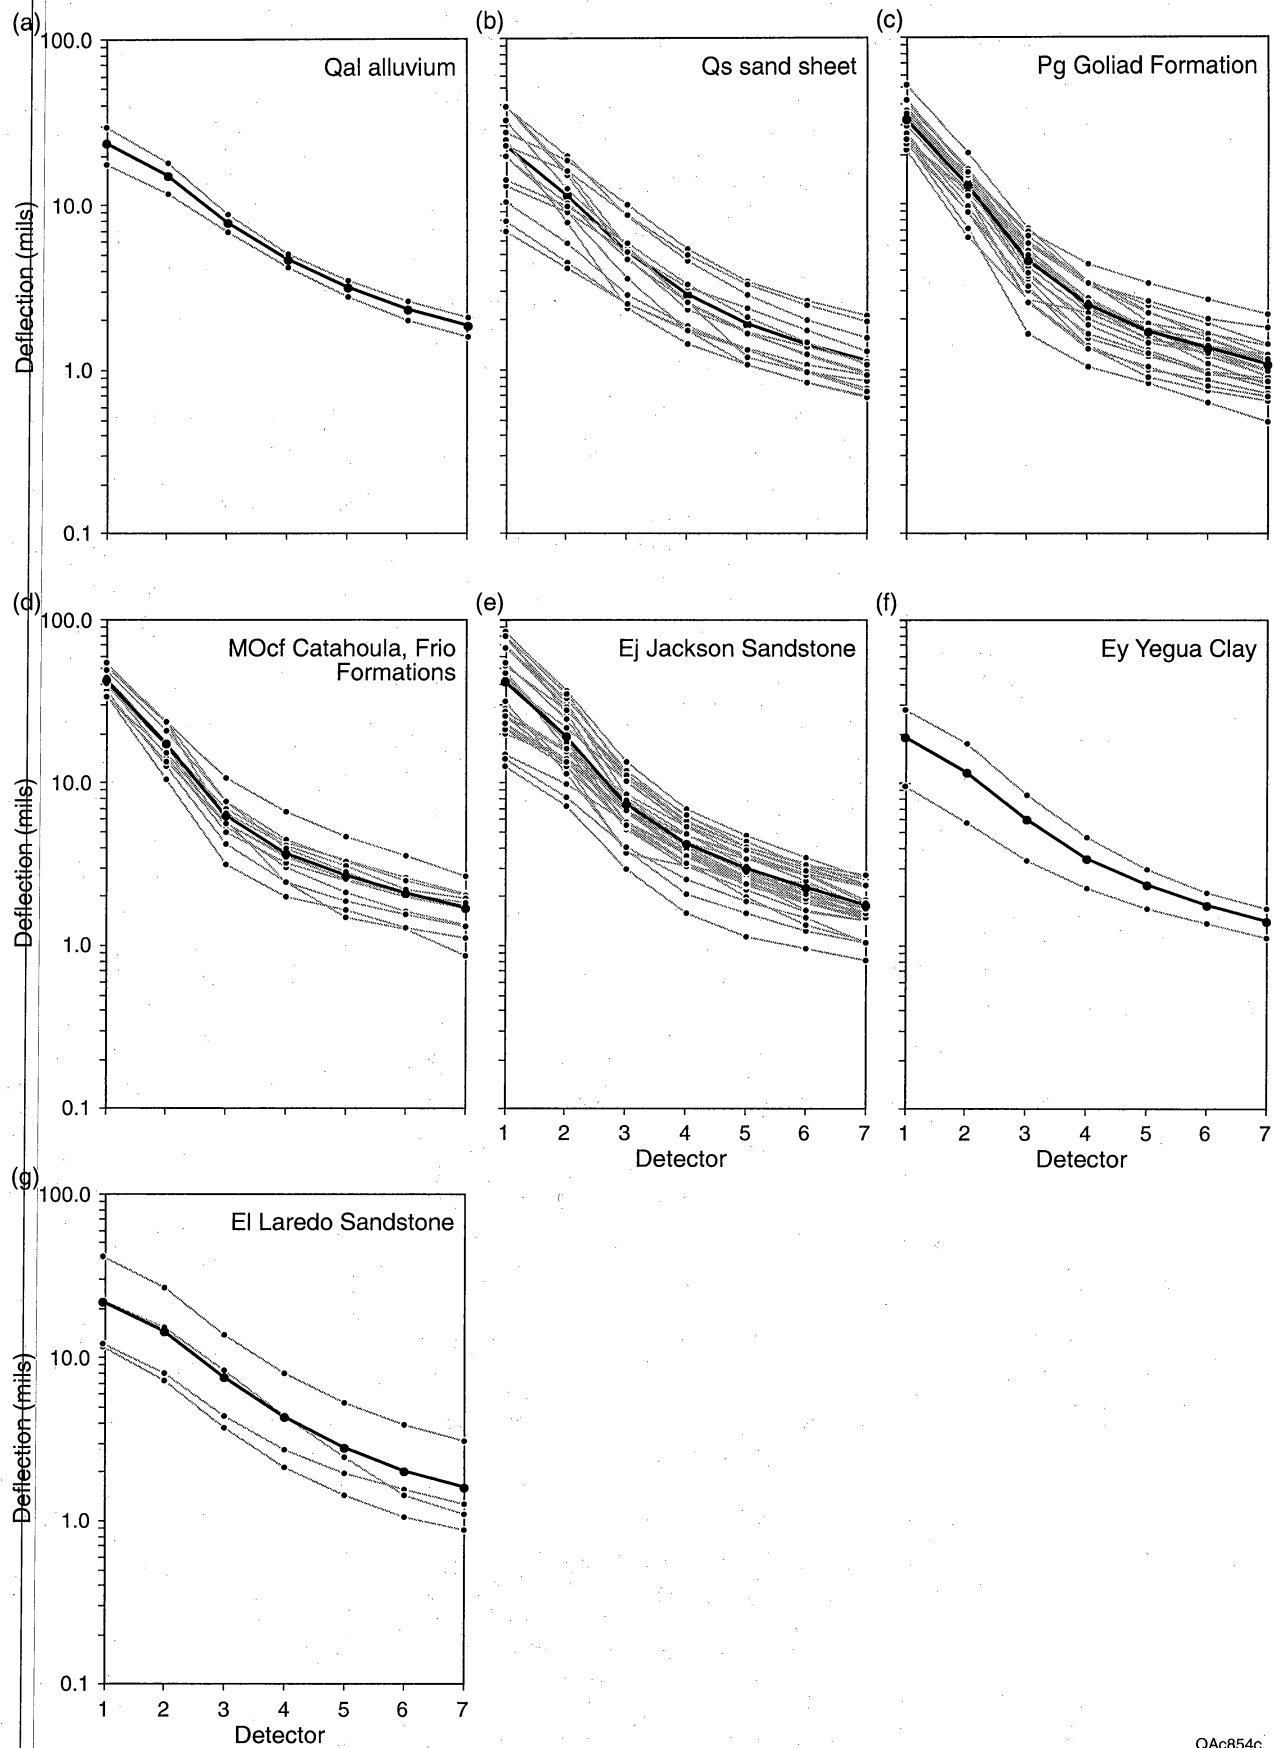 (a)
100.0
10.0
1.0
0.1
Deflection (mils)
Qal alluvium
(b)
Qs sand sheet
(c)
Pg Goliad Formation
(d)
100.0
10.0
1.0
0.1
Deflection (mils)
MOcf Catahoula, Frio
Formations
(e)
Ej Jackson Sandstone
1 2 3 4 5 6 7
Detector
(f)
Ey Yegua Clay
1 2 3 4 5 6 7
Detector
(g)
100.0
10.0
1.0
0.1
Deflection (mils)
El Laredo Sandstone
1 2 3 4 5 6 7
Detector
QAc854c